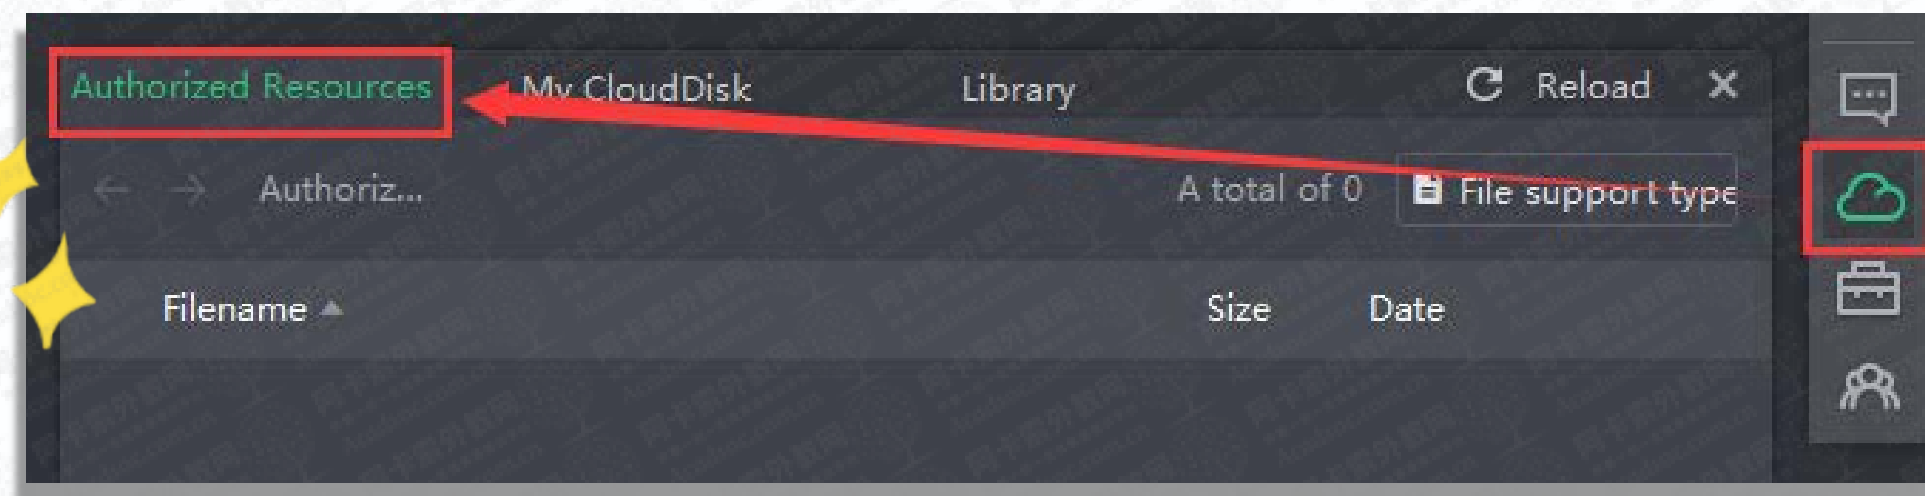 Authorized Resources My CloudDisk Library Reload
Authoriz... A total of 0 File support type
Filename Size Date